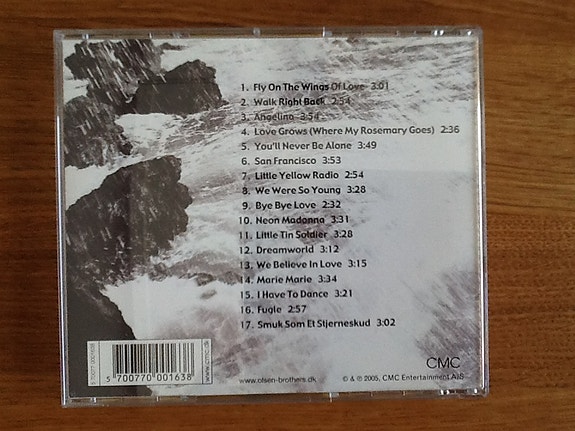 1. Fly On The Wings Of Love 3:01
2. Walk Right Back 2:54
3. Angelina 3:54
4. Love Grows (Where My Rosemary Goes) 2:36
5. You'll Never Be Alone 3:49
6. San Francisco 3:53
7. Little Yellow Radio 2:54
8. We Were So Young 3:28
9. Bye Bye Love 2:32
10. Neon Madonna 3:31
11. Little Tin Soldier 3:28
12. Dreamworld 3:12
13. We Believe In Love 3:15
14. Marie Marie 3:34
15. I Have To Dance 3:21
16. Fugle 2:57
17. Smuk Som Et Stjerneskud 3:02
5 700770 001638
www.cmc.dk
www.olsen-brothers.dk
CMC
© & ℗ 2005, CMC Entertainment A/S